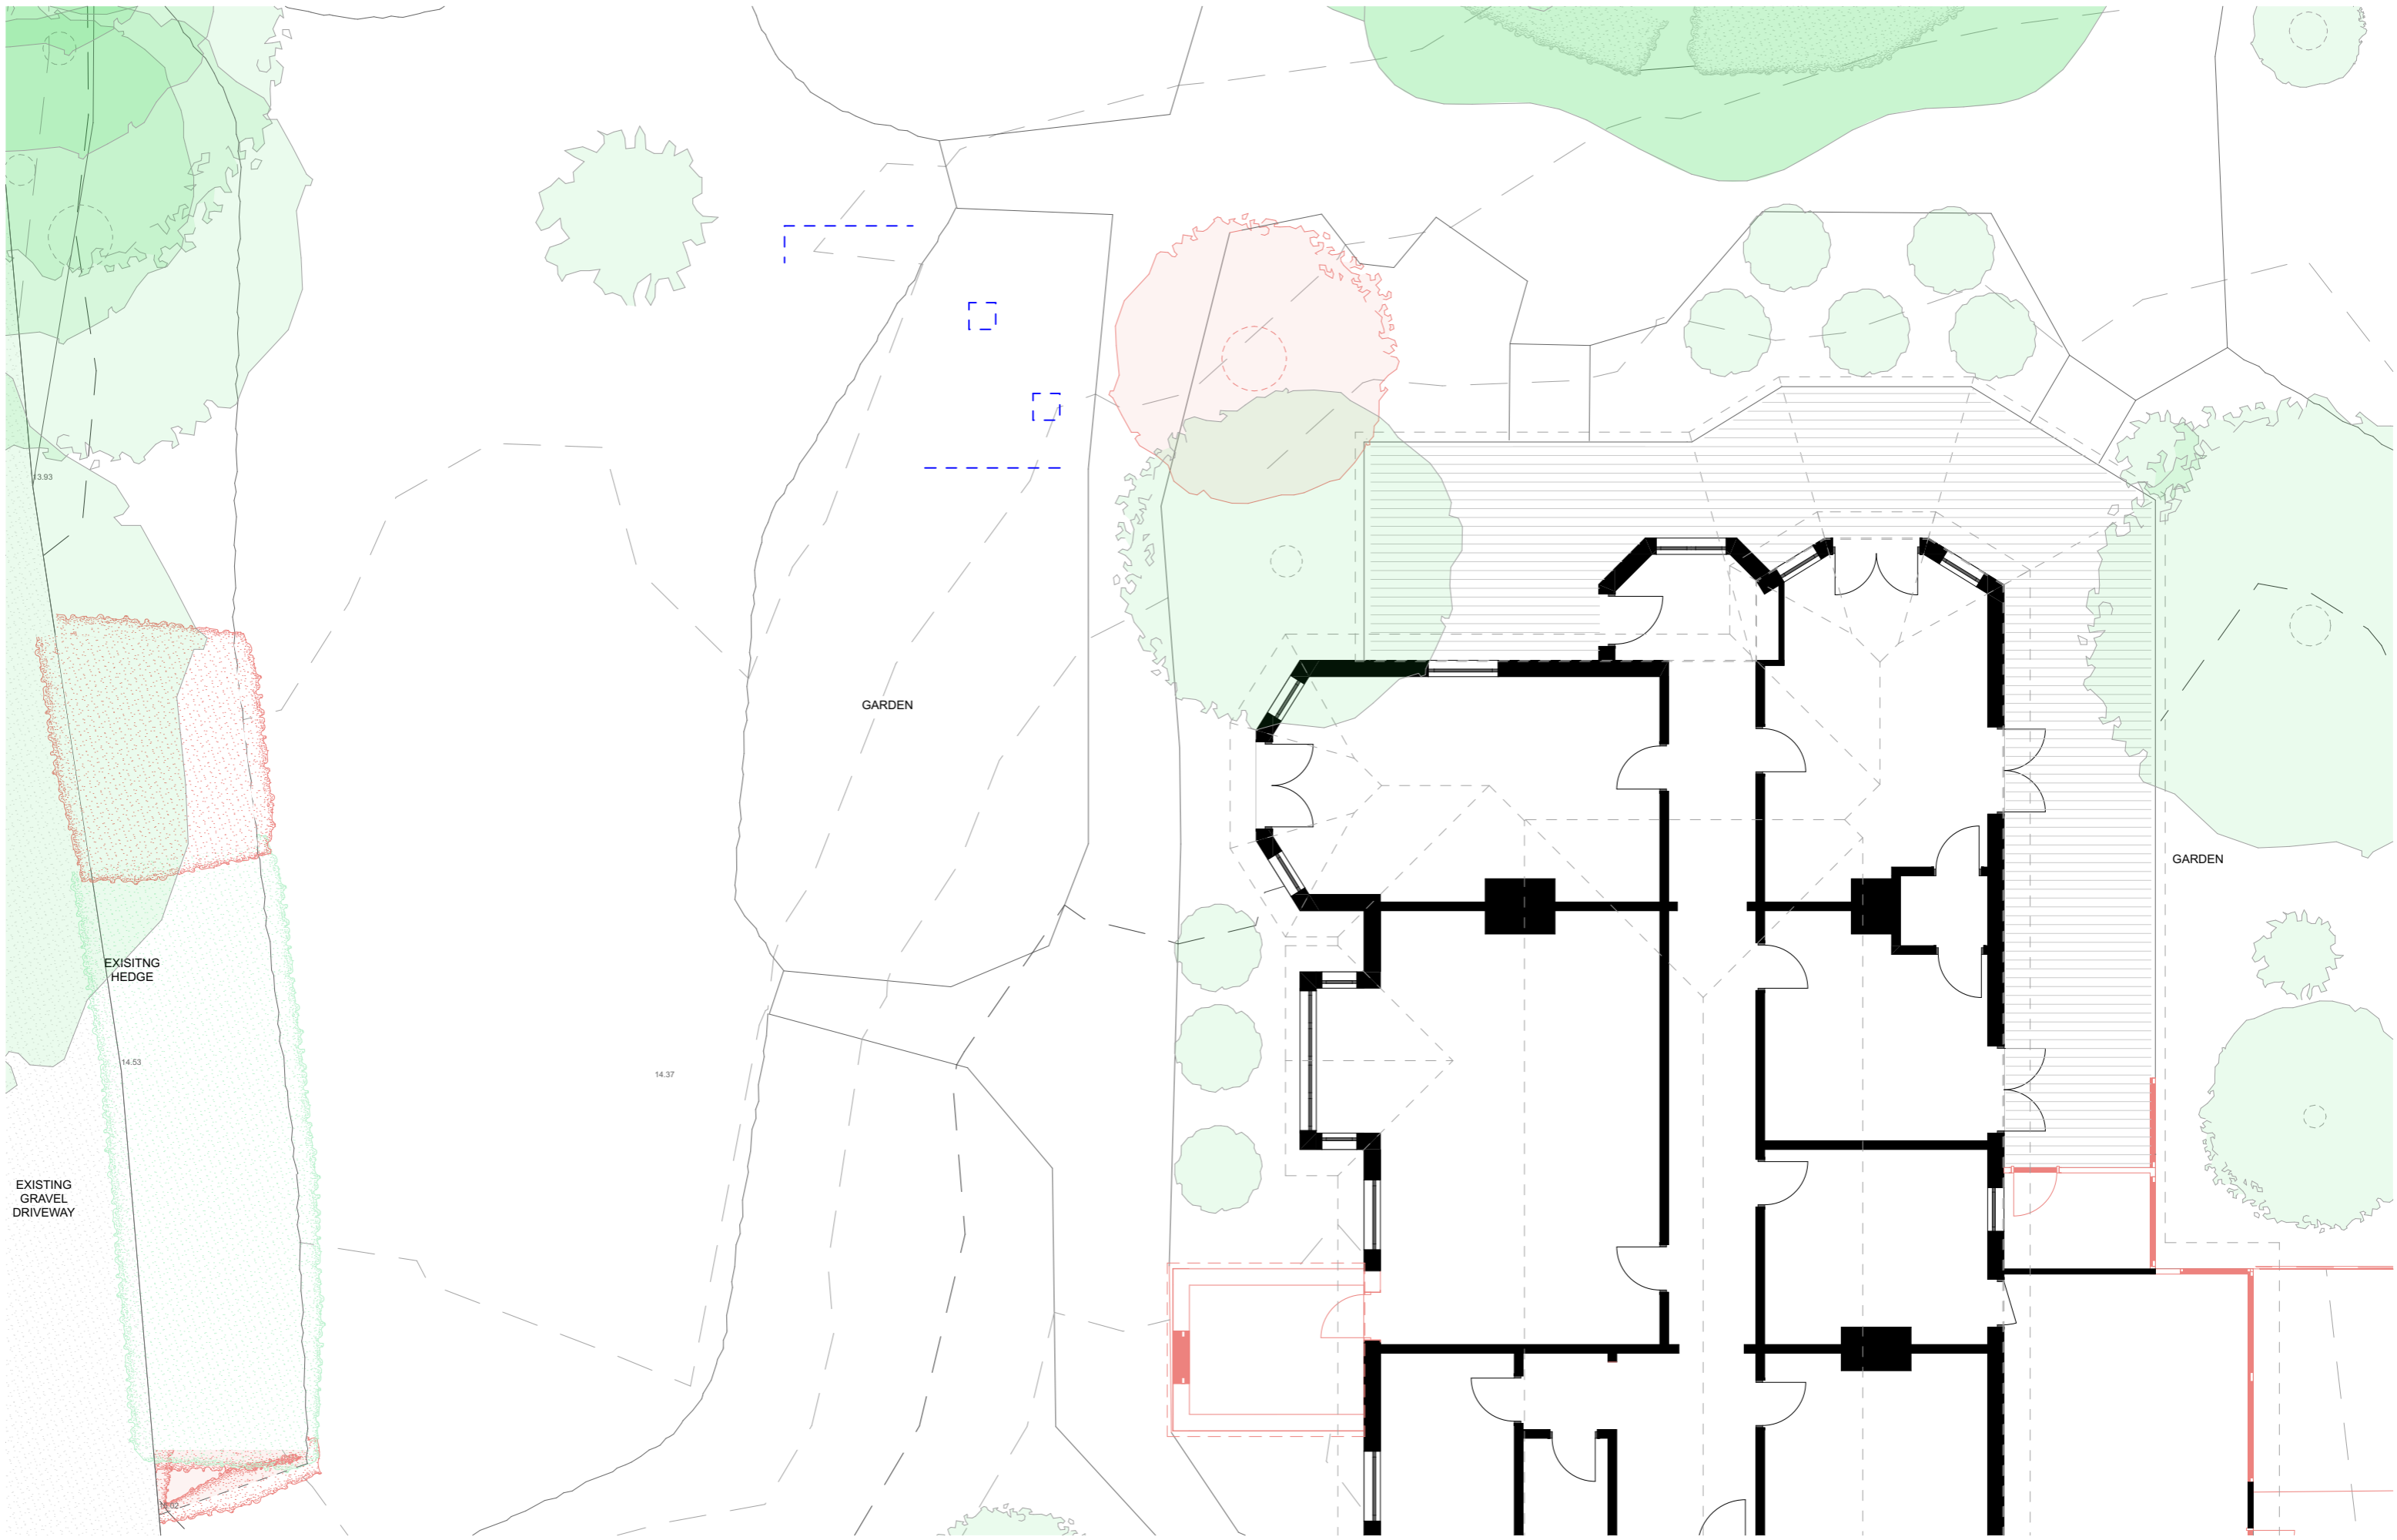 13.93
GARDEN
GARDEN
EXISITNG
HEDGE
14.53
14.37
EXISTING
GRAVEL
DRIVEWAY